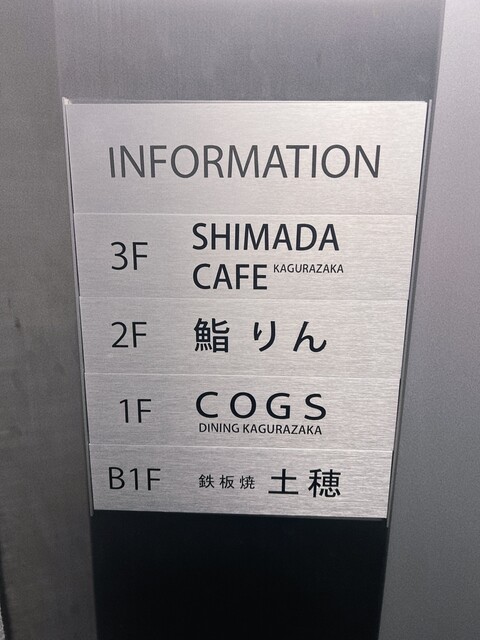 INFORMATION
3F SHIMADA
CAFE KAGURAZAKA
2F 鮨 りん
1F COGS
DINING KAGURAZAKA
B1F 鉄板焼 土穂